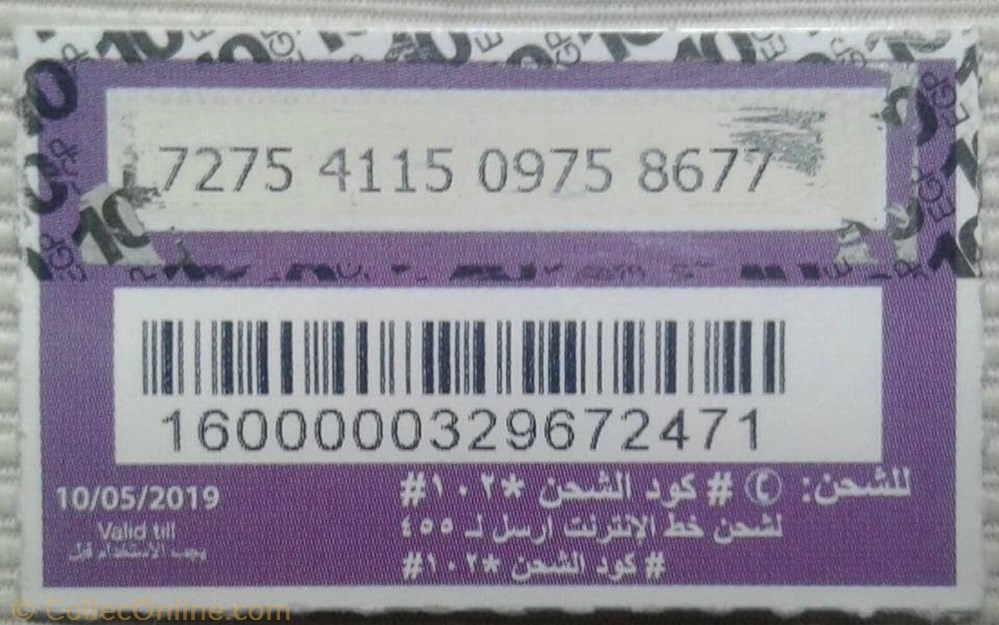 7275 4115 0975 8677
1600000329672471
للشحن: # كود الشحن *١٠٢#
10/05/2019
لشحن خط الإنترنت ارسل لـ ٤٥٥
Valid till
يجب الاستخدام قبل
# كود الشحن *١٠٢#
© CollecOnline.com